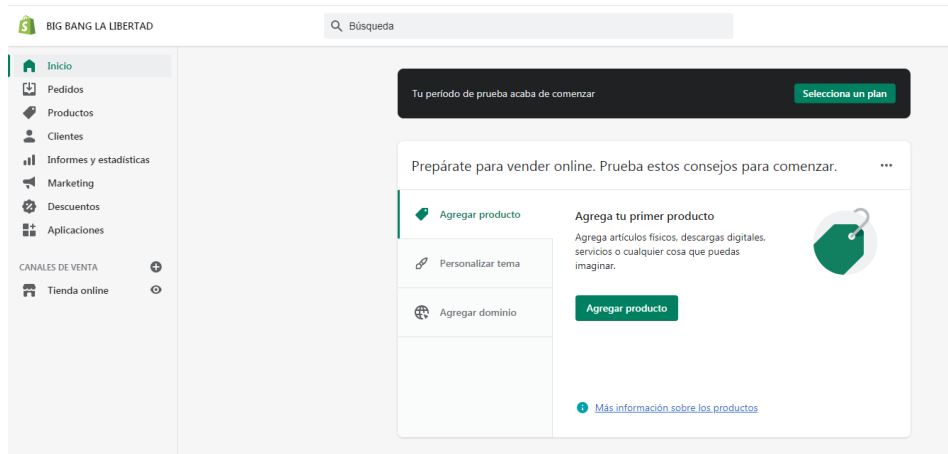 BIG BANG LA LIBERTAD
Búsqueda
Inicio
Pedidos
Productos
Clientes
Informes y estadísticas
Marketing
Descuentos
Aplicaciones
CANALES DE VENTA
Tienda online
Tu período de prueba acaba de comenzar
Selecciona un plan
Prepárate para vender online. Prueba estos consejos para comenzar.
Agregar producto
Personalizar tema
Agregar dominio
Agrega tu primer producto
Agrega artículos físicos, descargas digitales,
servicios o cualquier cosa que puedas
imaginar.
Agregar producto
Más información sobre los productos